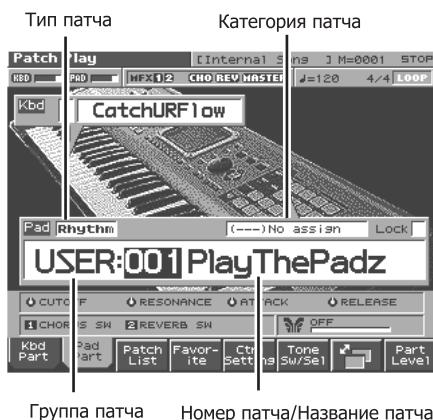 Тип патча Категория патча
Patch Play [Internal Song ] M=0001 STOP
KBD PAD MFX 1 2 CHO REV MASTER ♩=120 4/4 LOOP
Kbd CatchURFlow
Pad Rhythm (---)No assign Lock
USER:001 PlayThePadz
CUTOFF RESONANCE ATTACK RELEASE
1 CHORUS SW 2 REVERB SW OFF
Kbd Part Pad Part Patch List Favor-ite Ctrl Setting Tone Sw/Sel Part Level
Группа патча Номер патча/Название патча